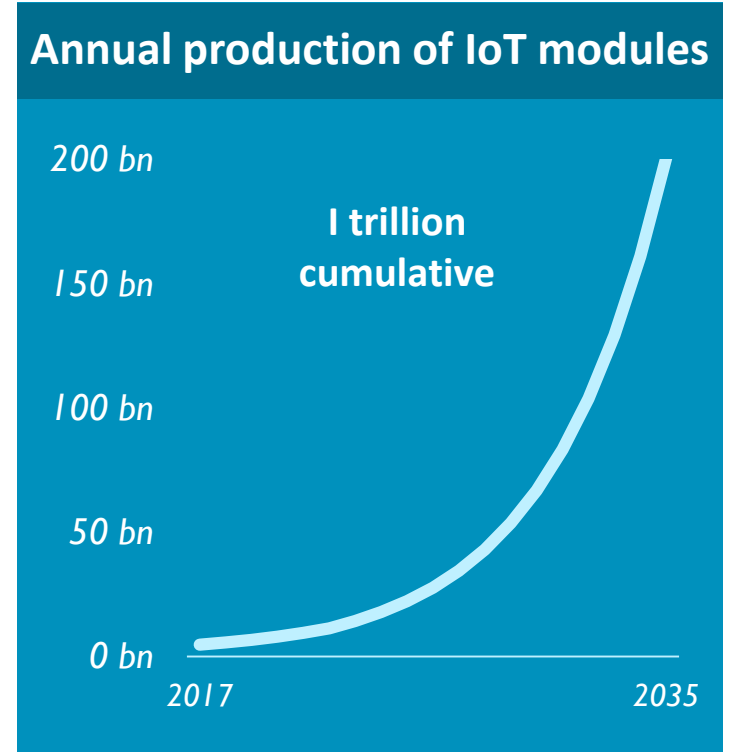 Annual production of IoT modules
200 bn
1 trillion
cumulative
150 bn
100 bn
50 bn
0 bn
2017
2035